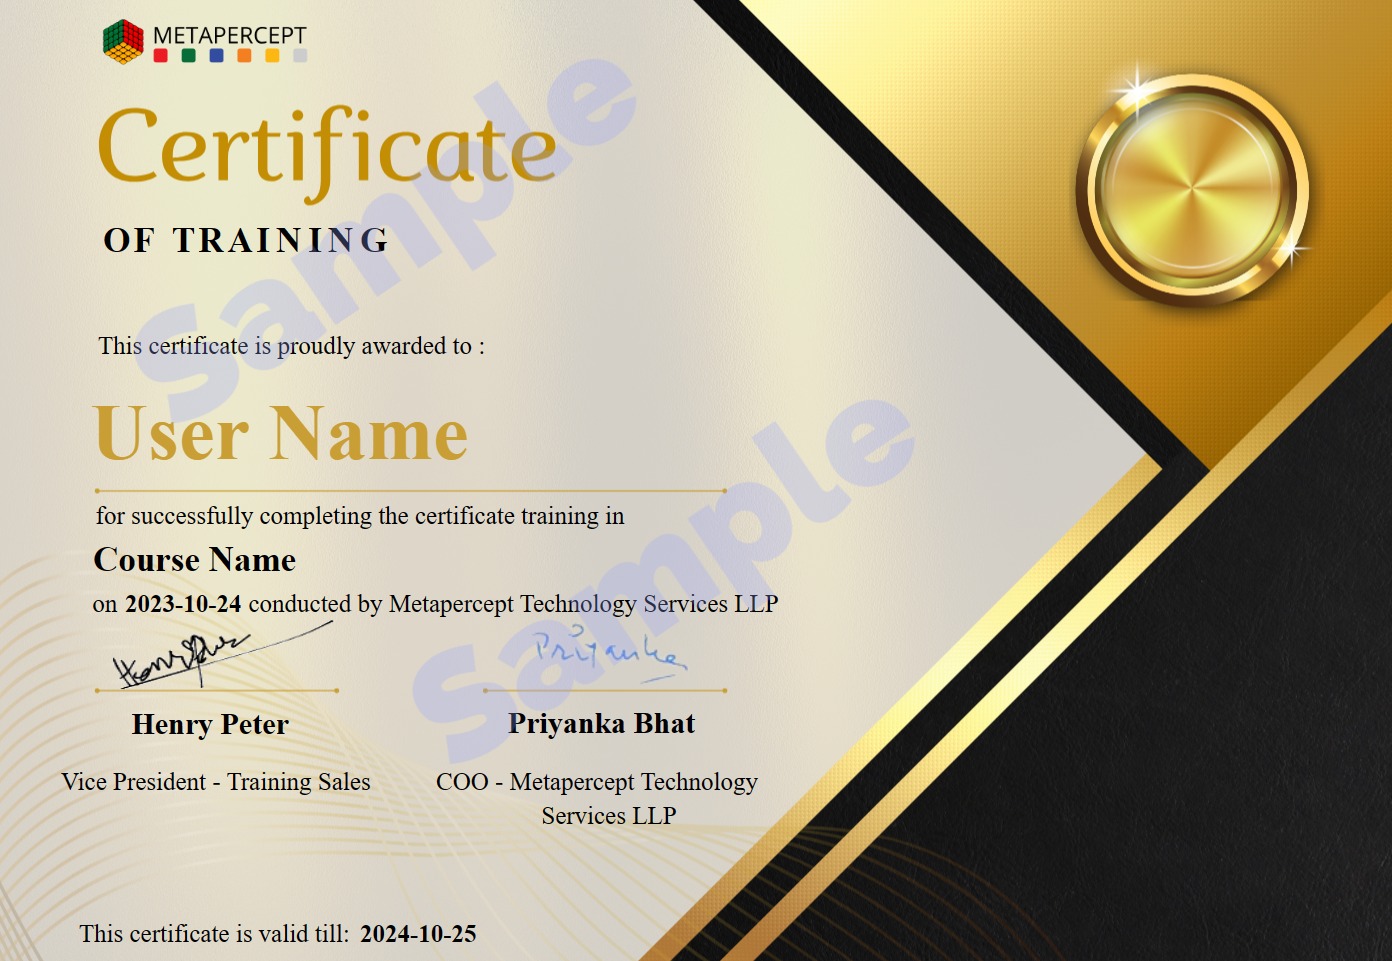 METAPERCEPT
Certificate
OF TRAINING
Sample
This certificate is proudly awarded to :
User Name
for successfully completing the certificate training in
Course Name
on 2023-10-24 conducted by Metapercept Technology Services LLP
Priyanka
Sample
Henry Peter
Priyanka Bhat
Vice President - Training Sales
COO - Metapercept Technology
Services LLP
This certificate is valid till: 2024-10-25